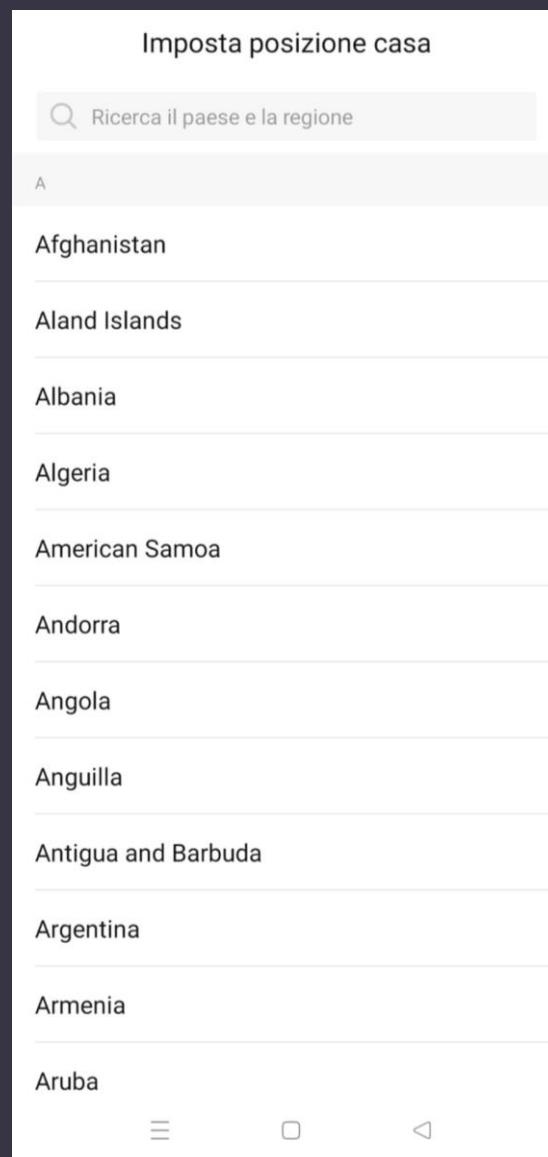 Imposta posizione casa
Ricerca il paese e la regione
A
Afghanistan
Aland Islands
Albania
Algeria
American Samoa
Andorra
Angola
Anguilla
Antigua and Barbuda
Argentina
Armenia
Aruba